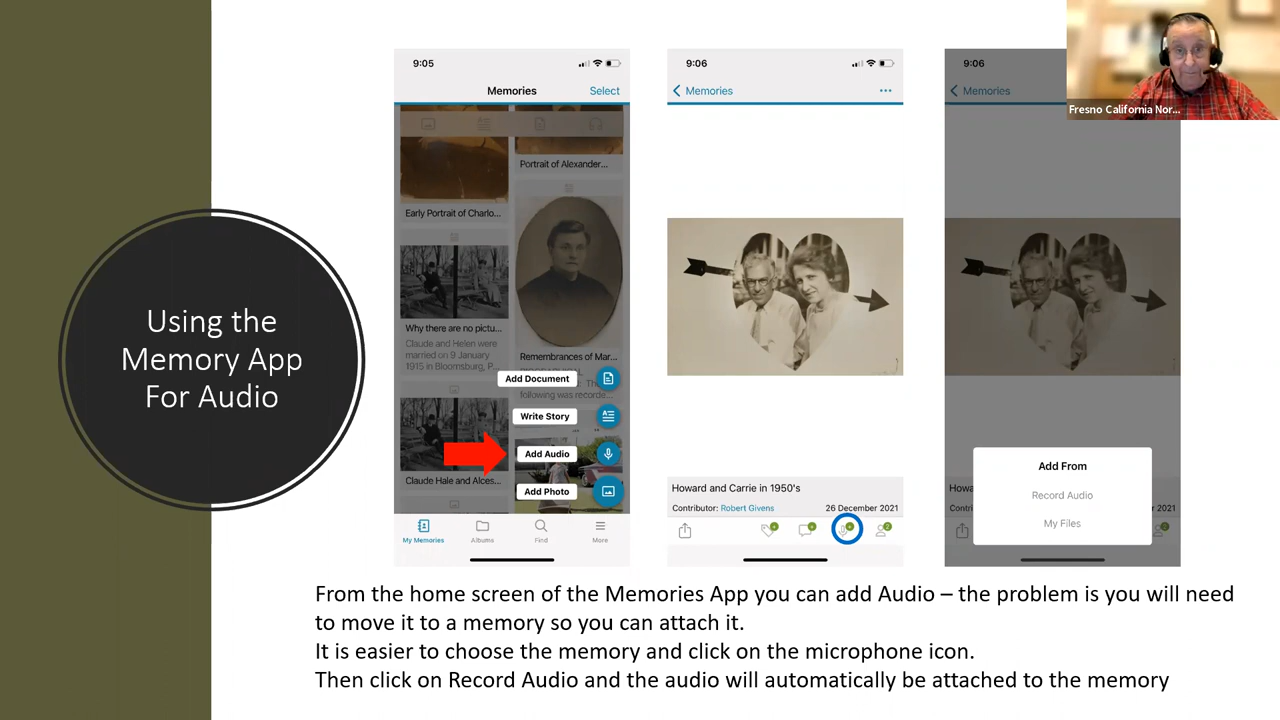 Using the
Memory App
For Audio
9:05
Memories
Select
Portrait of Alexander...
Early Portrait of Charlo...
Why there are no pictu...
Claude and Helen were
married on 9 January
1915 in Bloomsburg, P...
Remembrances of Mar...
following was recorde...
Claude Hale and Alces...
Add Document
Write Story
Add Audio
Add Photo
My Memories
Albums
Find
More
9:06
Memories
Howard and Carrie in 1950's
Contributor: Robert Givens
26 December 2021
2
9:06
Memories
Add From
Record Audio
My Files
Howa
Contri
r 2021
Fresno California Nor...
From the home screen of the Memories App you can add Audio – the problem is you will need
to move it to a memory so you can attach it.
It is easier to choose the memory and click on the microphone icon.
Then click on Record Audio and the audio will automatically be attached to the memory